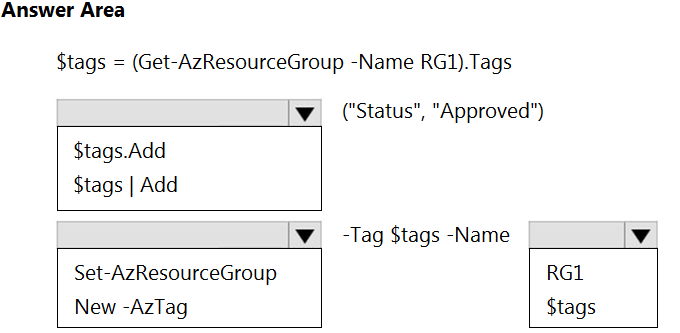 Answer Area
$tags = (Get-AzResourceGroup -Name RG1).Tags
("Status", "Approved")
$tags.Add
$tags | Add
-Tag $tags -Name
Set-AzResourceGroup
RG1
New -AzTag
$tags